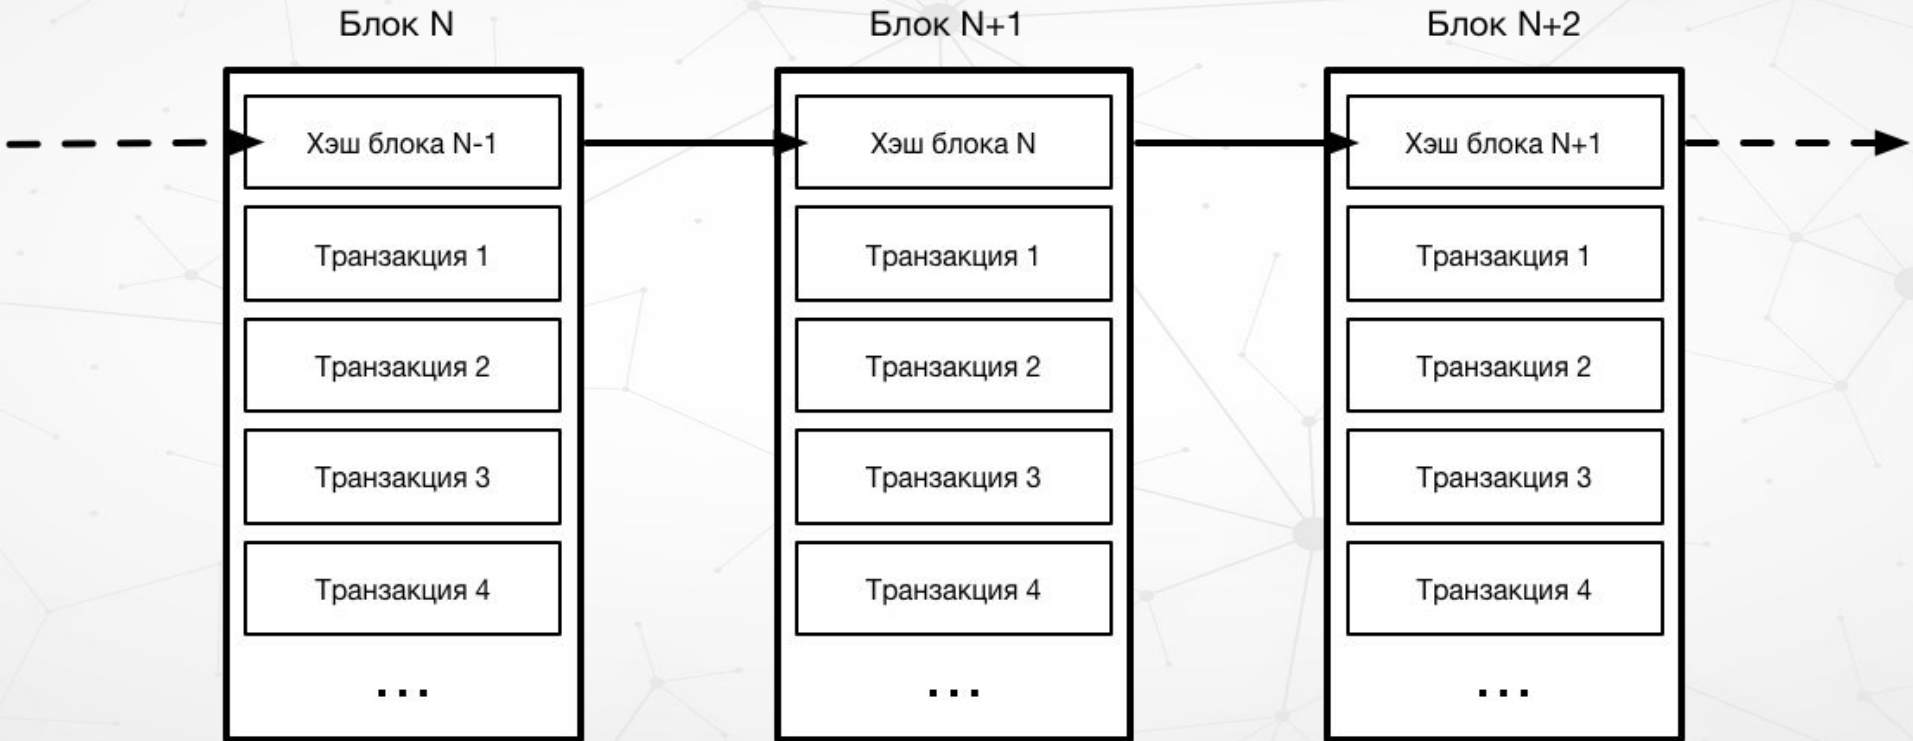 Блок N
Хэш блока N-1
Транзакция 1
Транзакция 2
Транзакция 3
Транзакция 4
...
Блок N+1
Хэш блока N
Транзакция 1
Транзакция 2
Транзакция 3
Транзакция 4
...
Блок N+2
Хэш блока N+1
Транзакция 1
Транзакция 2
Транзакция 3
Транзакция 4
...